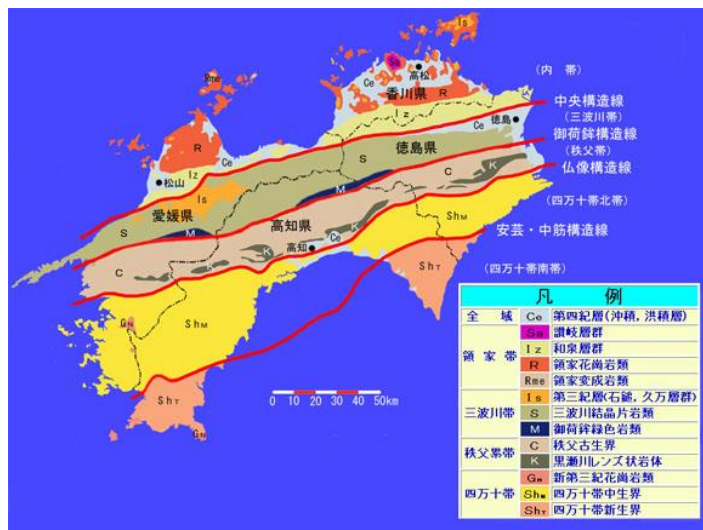 Is
Sa
高松
Ce
香川県
R
(内 帯)
Rme
中央構造線
(三波川帯)
Iz
Ce
徳島
御荷鉾構造線
(秩父帯)
R
Ce
徳島県
S
仏像構造線
松山
Iz
K
C
M
(四万十帯北帯)
愛媛県
Is
ShM
S
M
高知県
安芸・中筋構造線
K
Ce
高知
K
C
K
ShT
(四万十帯南帯)
GN
ShM
ShT
GN
0 10 20 30 40 50km
凡 例
全 域 Ce 第四紀層(沖積,洪積層)
領家帯
Sa 讃岐層群
Iz 和泉層群
R 領家花崗岩類
Rme 領家変成岩類
三波川帯
Is 第三紀層(石鎚,久万層群)
S 三波川結晶片岩類
M 御荷鉾緑色岩類
秩父累帯
C 秩父古生界
K 黒瀬川レンズ状岩体
四万十帯
GN 新第三紀花崗岩類
ShM 四万十帯中生界
ShT 四万十帯新生界